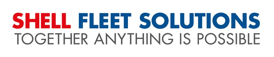 SHELL FLEET SOLUTIONS
TOGETHER ANYTHING IS POSSIBLE